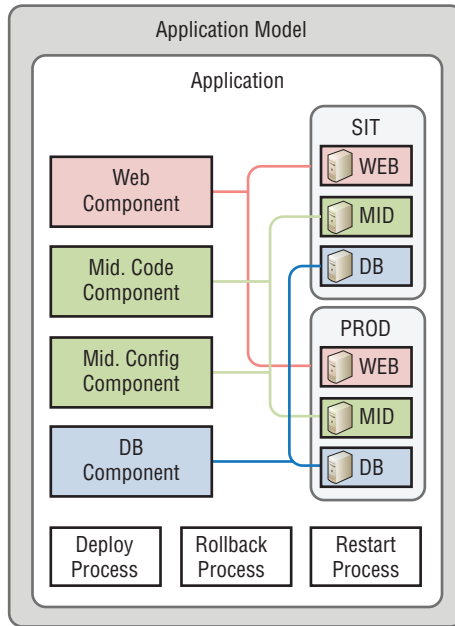 Application Model
Application
Web
Component
Mid. Code
Component
Mid. Config
Component
DB
Component
SIT
WEB
MID
DB
PROD
WEB
MID
DB
Deploy
Process
Rollback
Process
Restart
Process